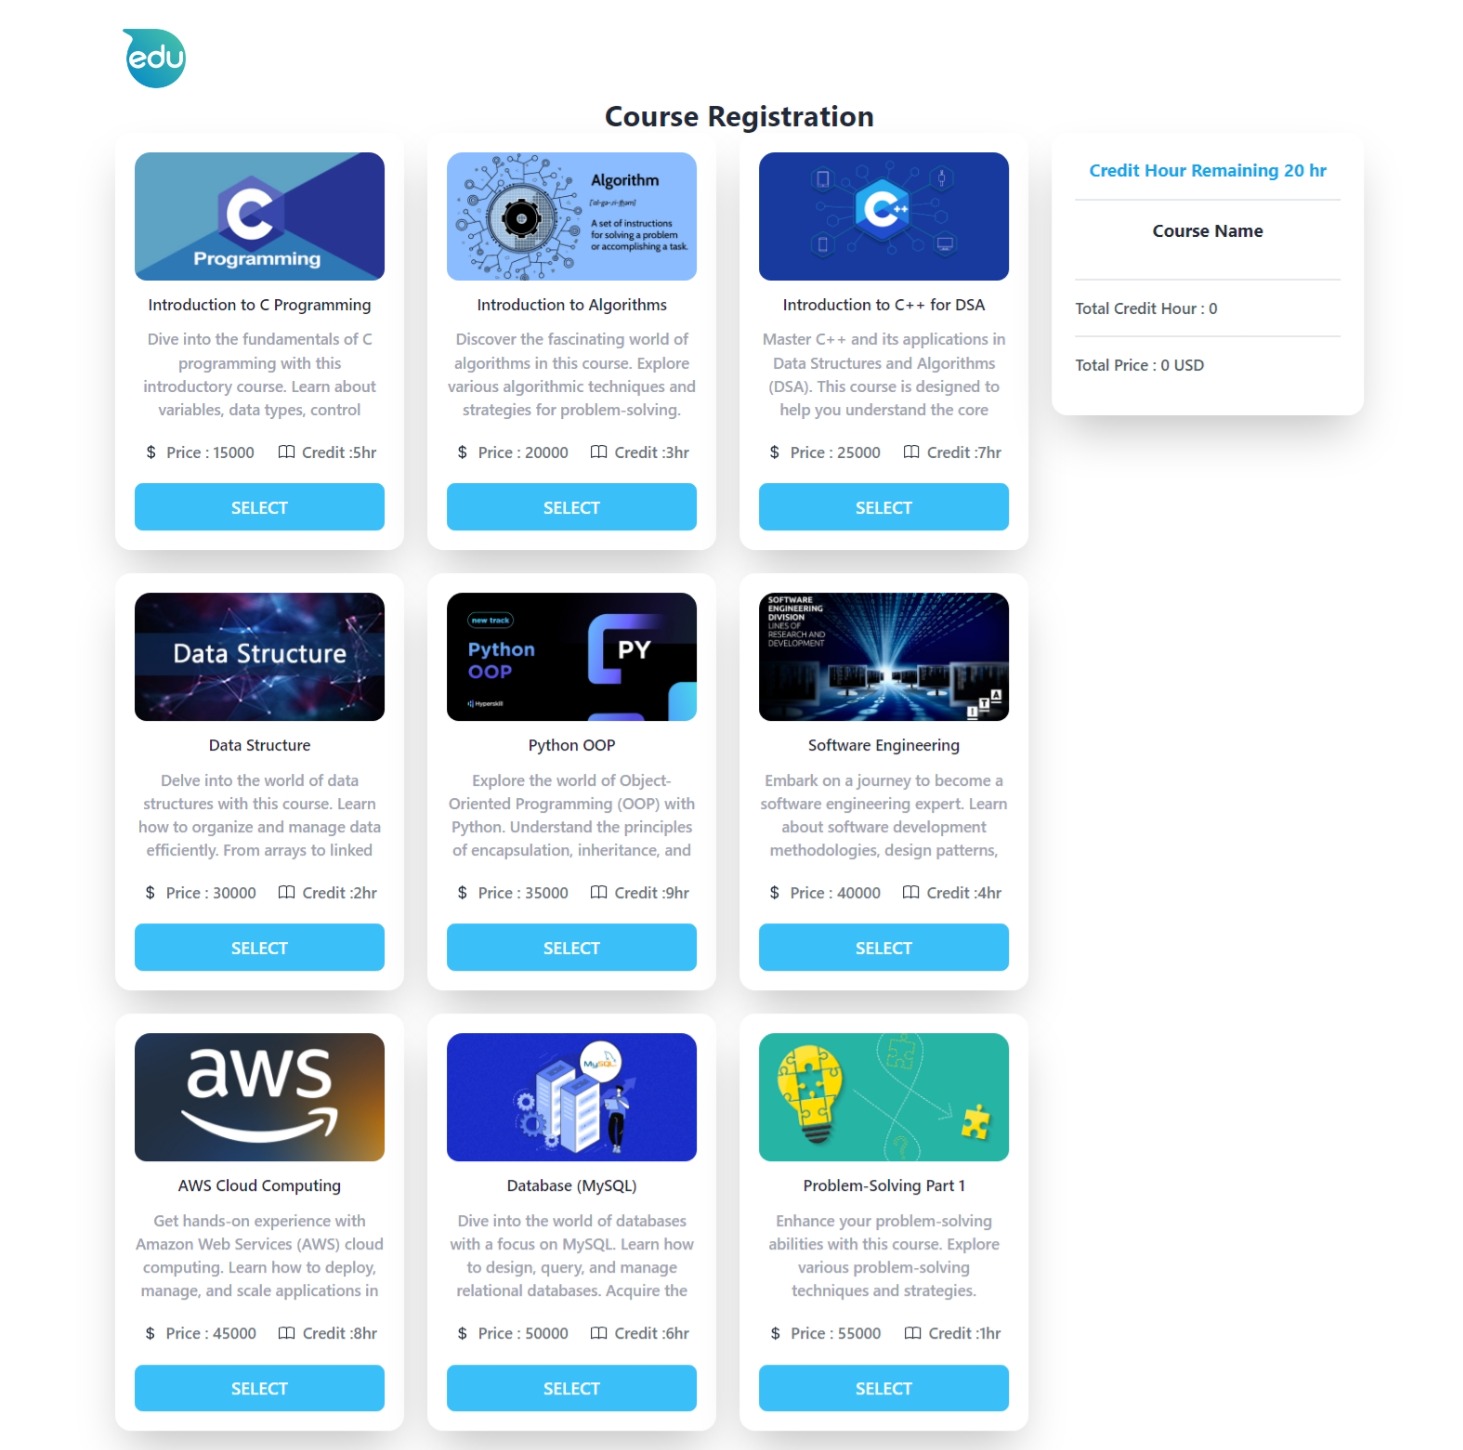 edu
Course Registration
C
Programming
Introduction to C Programming
Dive into the fundamentals of C
programming with this
introductory course. Learn about
variables, data types, control
$ Price : 15000 Credit :5hr
SELECT
Algorithm
['al-gə-ri-t͟həm]
A set of instructions
for solving a problem
or accomplishing a task.
Introduction to Algorithms
Discover the fascinating world of
algorithms in this course. Explore
various algorithmic techniques and
strategies for problem-solving.
$ Price : 20000 Credit :3hr
SELECT
C++
Introduction to C++ for DSA
Master C++ and its applications in
Data Structures and Algorithms
(DSA). This course is designed to
help you understand the core
$ Price : 25000 Credit :7hr
SELECT
Credit Hour Remaining 20 hr
Course Name
Total Credit Hour : 0
Total Price : 0 USD
Data Structure
Data Structure
Delve into the world of data
structures with this course. Learn
how to organize and manage data
efficiently. From arrays to linked
$ Price : 30000 Credit :2hr
SELECT
new track
Python
OOP
PY
Hyperskill
Python OOP
Explore the world of Object-
Oriented Programming (OOP) with
Python. Understand the principles
of encapsulation, inheritance, and
$ Price : 35000 Credit :9hr
SELECT
SOFTWARE
ENGINEERING
DIVISION
LINES OF
RESEARCH AND
DEVELOPMENT
I T A
Software Engineering
Embark on a journey to become a
software engineering expert. Learn
about software development
methodologies, design patterns,
$ Price : 40000 Credit :4hr
SELECT
aws
AWS Cloud Computing
Get hands-on experience with
Amazon Web Services (AWS) cloud
computing. Learn how to deploy,
manage, and scale applications in
$ Price : 45000 Credit :8hr
SELECT
MySQL
Database (MySQL)
Dive into the world of databases
with a focus on MySQL. Learn how
to design, query, and manage
relational databases. Acquire the
$ Price : 50000 Credit :6hr
SELECT
?
Problem-Solving Part 1
Enhance your problem-solving
abilities with this course. Explore
various problem-solving
techniques and strategies.
$ Price : 55000 Credit :1hr
SELECT